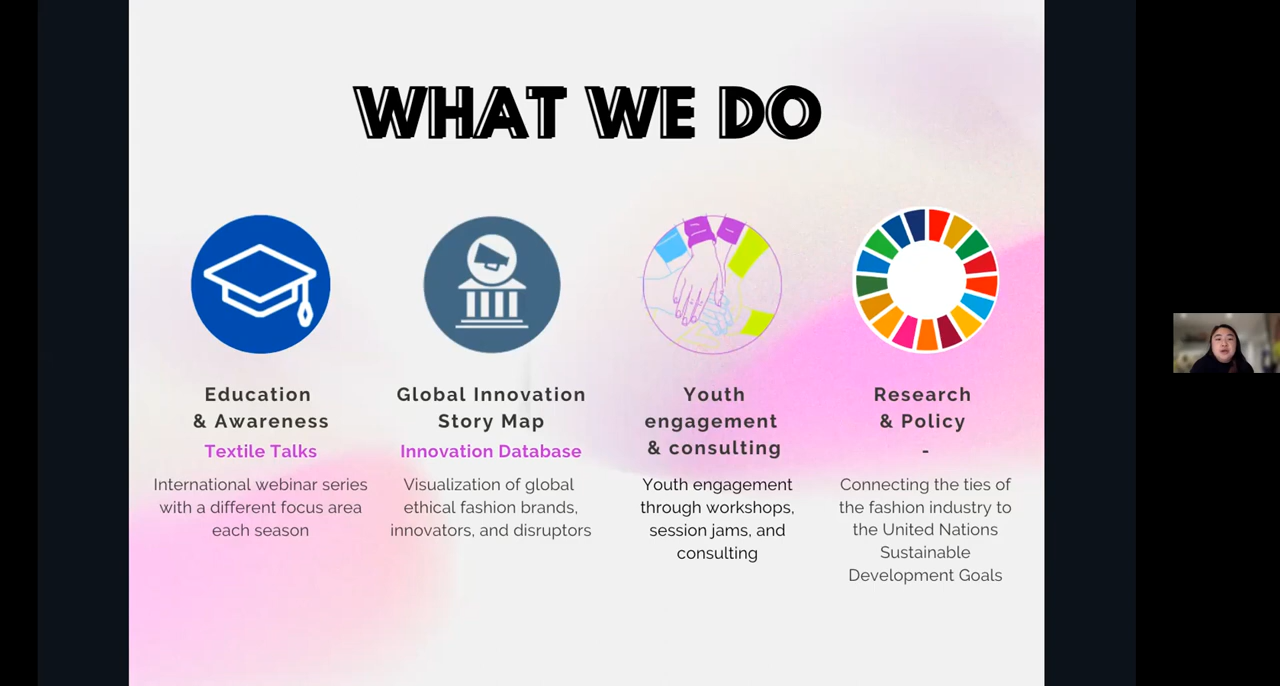 WHAT WE DO
Education
& Awareness
Textile Talks
International webinar series
with a different focus area
each season
Global Innovation
Story Map
Innovation Database
Visualization of global
ethical fashion brands,
innovators, and disruptors
Youth
engagement
& consulting
Youth engagement
through workshops,
session jams, and
consulting
Research
& Policy
-
Connecting the ties of
the fashion industry to
the United Nations
Sustainable
Development Goals